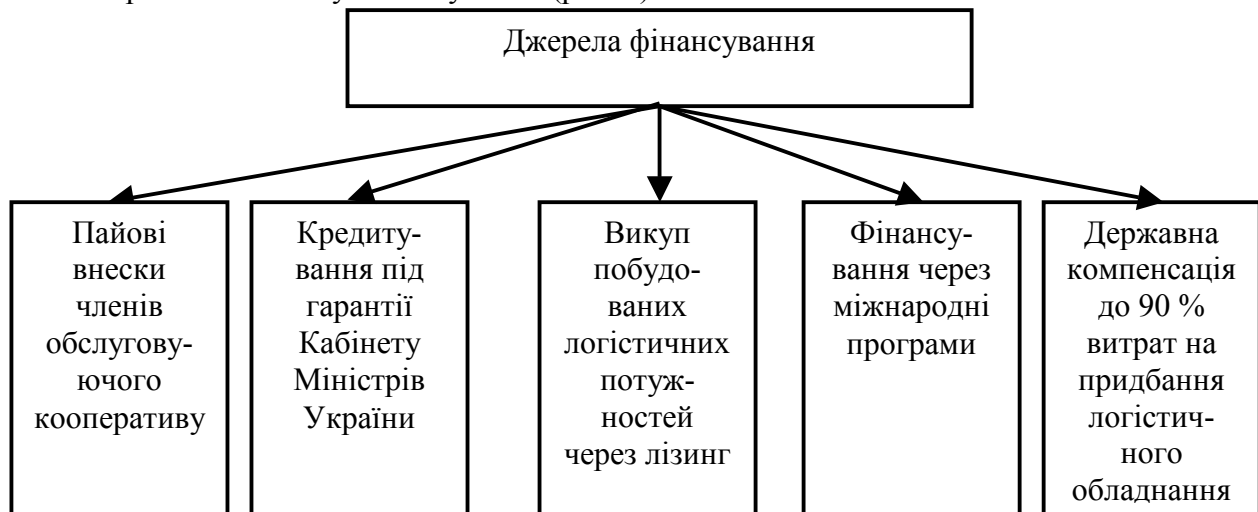 Джерела фінансування
Пайові
внески
членів
обслугову-
ючого
кооперативу
Кредиту-
вання під
гарантії
Кабінету
Міністрів
України
Викуп
побудо-
ваних
логістичних
потуж-
ностей
через лізинг
Фінансу-
вання через
міжнародні
програми
Державна
компенсація
до 90 %
витрат на
придбання
логістич-
ного
обладнання